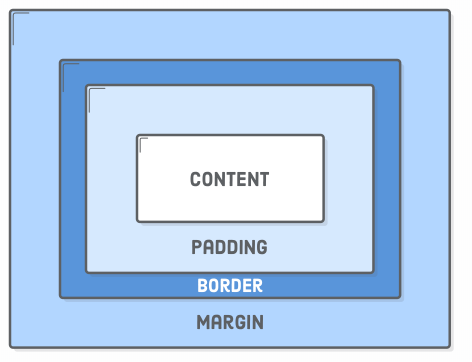 CONTENT
PADDING
BORDER
MARGIN